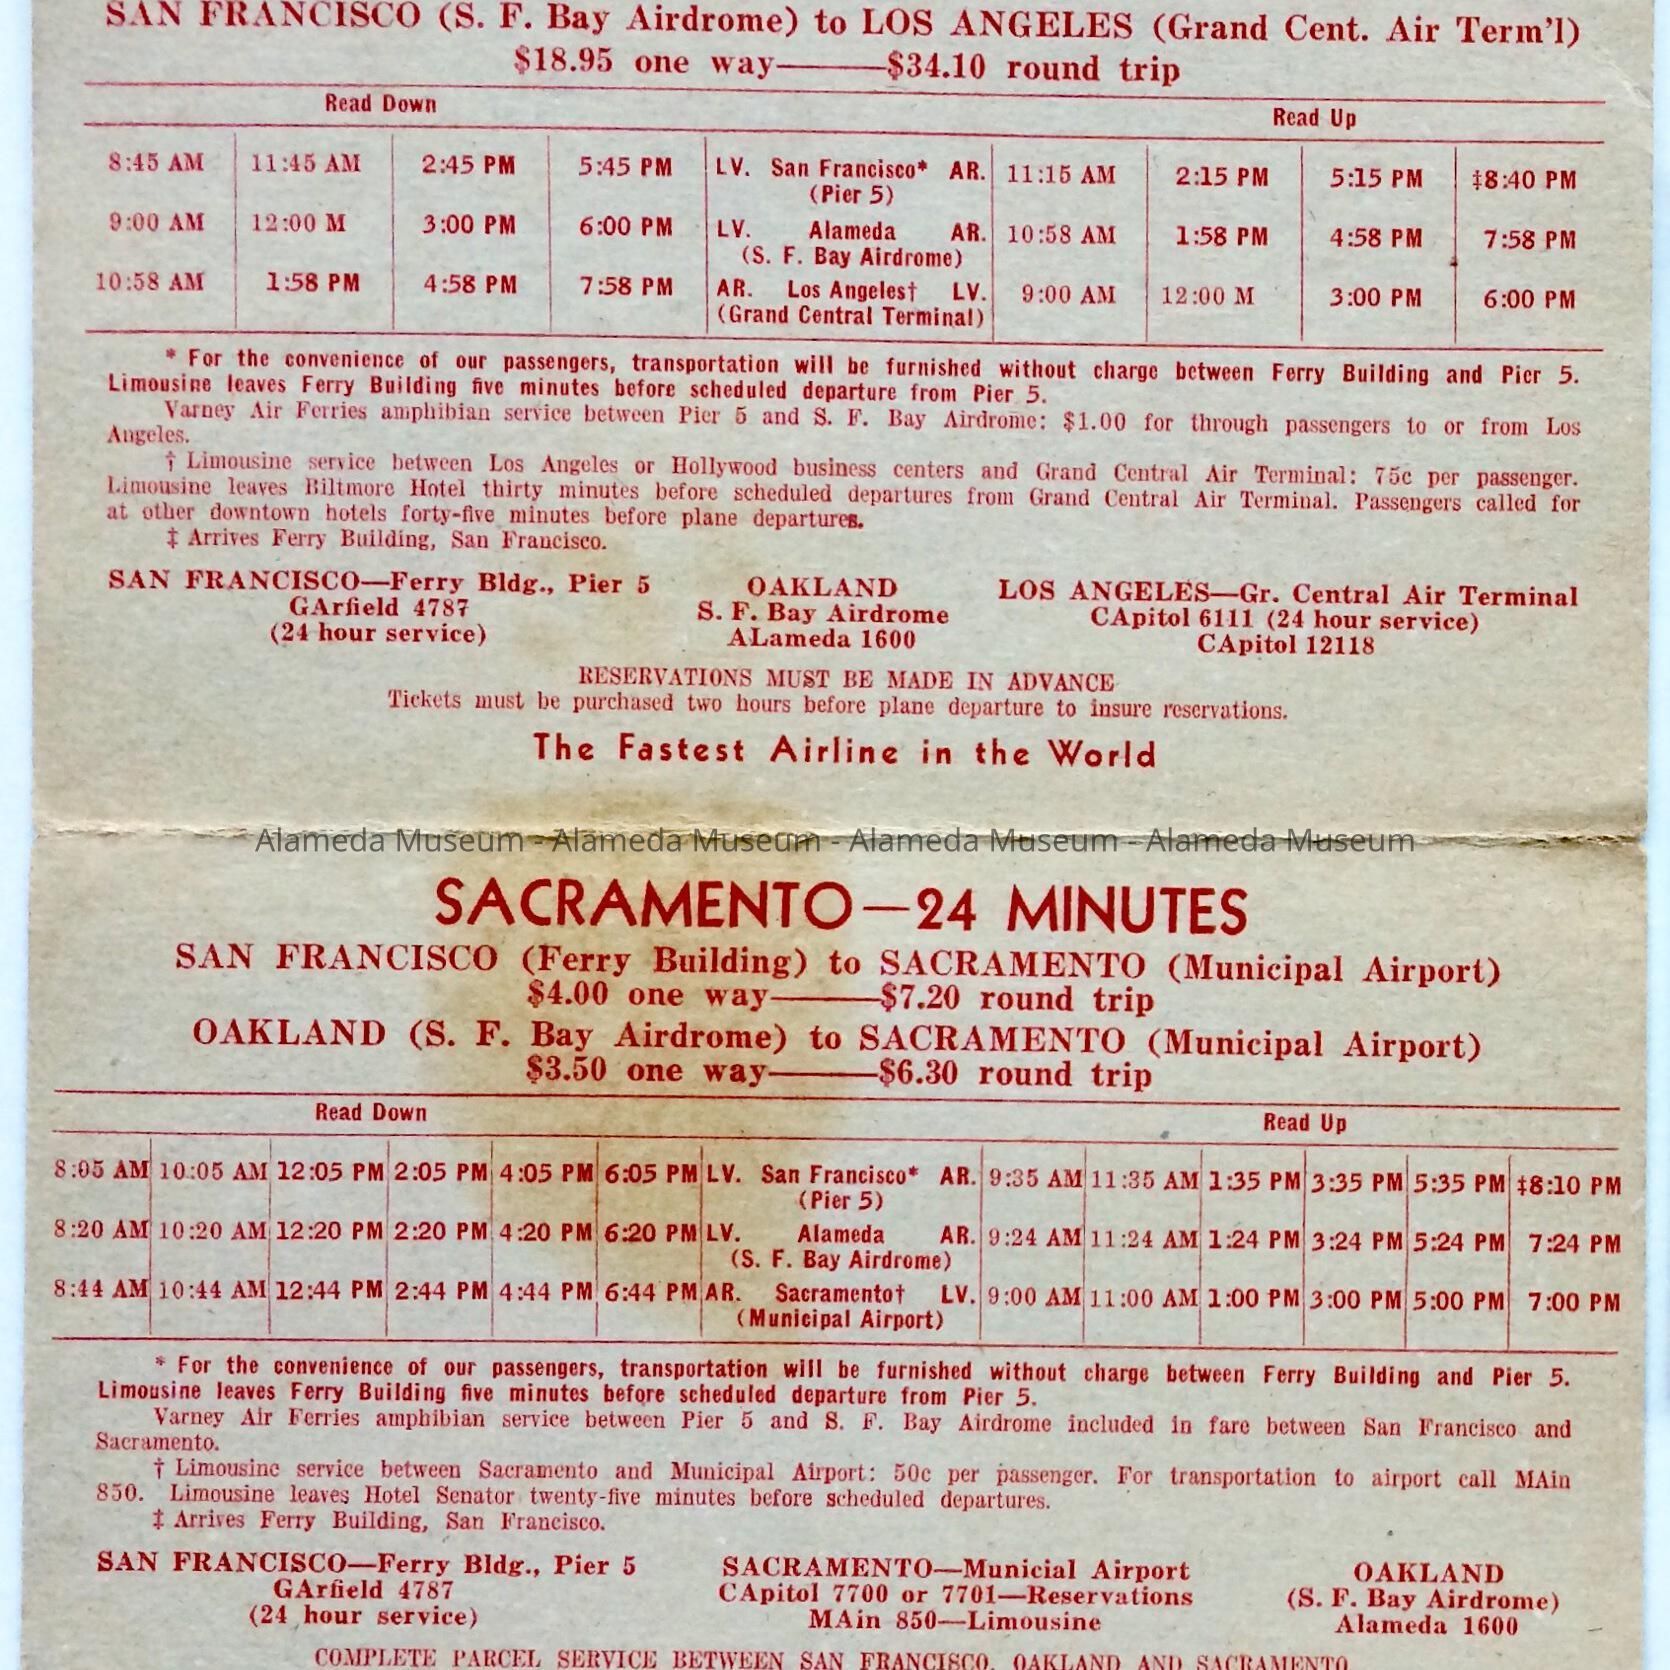 SAN FRANCISCO (S. F. Bay Airdrome) to LOS ANGELES (Grand Cent. Air Term'l)
$18.95 one way———$34.10 round trip
Read Down Read Up
8:45 AM 11:45 AM 2:45 PM 5:45 PM LV. San Francisco* AR. 11:15 AM 2:15 PM 5:15 PM ‡8:40 PM
(Pier 5)
9:00 AM 12:00 M 3:00 PM 6:00 PM LV. Alameda AR. 10:58 AM 1:58 PM 4:58 PM 7:58 PM
(S. F. Bay Airdrome)
10:58 AM 1:58 PM 4:58 PM 7:58 PM AR. Los Angeles† LV. 9:00 AM 12:00 M 3:00 PM 6:00 PM
(Grand Central Terminal)
* For the convenience of our passengers, transportation will be furnished without charge between Ferry Building and Pier 5.
Limousine leaves Ferry Building five minutes before scheduled departure from Pier 5.
Varney Air Ferries amphibian service between Pier 5 and S. F. Bay Airdrome: $1.00 for through passengers to or from Los
Angeles.
† Limousine service between Los Angeles or Hollywood business centers and Grand Central Air Terminal: 75c per passenger.
Limousine leaves Biltmore Hotel thirty minutes before scheduled departures from Grand Central Air Terminal. Passengers called for
at other downtown hotels forty-five minutes before plane departures.
‡ Arrives Ferry Building, San Francisco.
SAN FRANCISCO—Ferry Bldg., Pier 5 OAKLAND LOS ANGELES—Gr. Central Air Terminal
GArfield 4787 S. F. Bay Airdrome CApitol 6111 (24 hour service)
(24 hour service) ALameda 1600 CApitol 12118
RESERVATIONS MUST BE MADE IN ADVANCE
Tickets must be purchased two hours before plane departure to insure reservations.
The Fastest Airline in the World
Alameda Museum - Alameda Museum - Alameda Museum - Alameda Museum
SACRAMENTO—24 MINUTES
SAN FRANCISCO (Ferry Building) to SACRAMENTO (Municipal Airport)
$4.00 one way———$7.20 round trip
OAKLAND (S. F. Bay Airdrome) to SACRAMENTO (Municipal Airport)
$3.50 one way———$6.30 round trip
Read Down Read Up
8:05 AM 10:05 AM 12:05 PM 2:05 PM 4:05 PM 6:05 PM LV. San Francisco* AR. 9:35 AM 11:35 AM 1:35 PM 3:35 PM 5:35 PM ‡8:10 PM
(Pier 5)
8:20 AM 10:20 AM 12:20 PM 2:20 PM 4:20 PM 6:20 PM LV. Alameda AR. 9:24 AM 11:24 AM 1:24 PM 3:24 PM 5:24 PM 7:24 PM
(S. F. Bay Airdrome)
8:44 AM 10:44 AM 12:44 PM 2:44 PM 4:44 PM 6:44 PM AR. Sacramento† LV. 9:00 AM 11:00 AM 1:00 PM 3:00 PM 5:00 PM 7:00 PM
(Municipal Airport)
* For the convenience of our passengers, transportation will be furnished without charge between Ferry Building and Pier 5.
Limousine leaves Ferry Building five minutes before scheduled departure from Pier 5.
Varney Air Ferries amphibian service between Pier 5 and S. F. Bay Airdrome included in fare between San Francisco and
Sacramento.
† Limousine service between Sacramento and Municipal Airport: 50c per passenger. For transportation to airport call MAin
850. Limousine leaves Hotel Senator twenty-five minutes before scheduled departures.
‡ Arrives Ferry Building, San Francisco.
SAN FRANCISCO—Ferry Bldg., Pier 5 SACRAMENTO—Municial Airport OAKLAND
GArfield 4787 CApitol 7700 or 7701—Reservations (S. F. Bay Airdrome)
(24 hour service) MAin 850—Limousine Alameda 1600
COMPLETE PARCEL SERVICE BETWEEN SAN FRANCISCO, OAKLAND AND SACRAMENTO